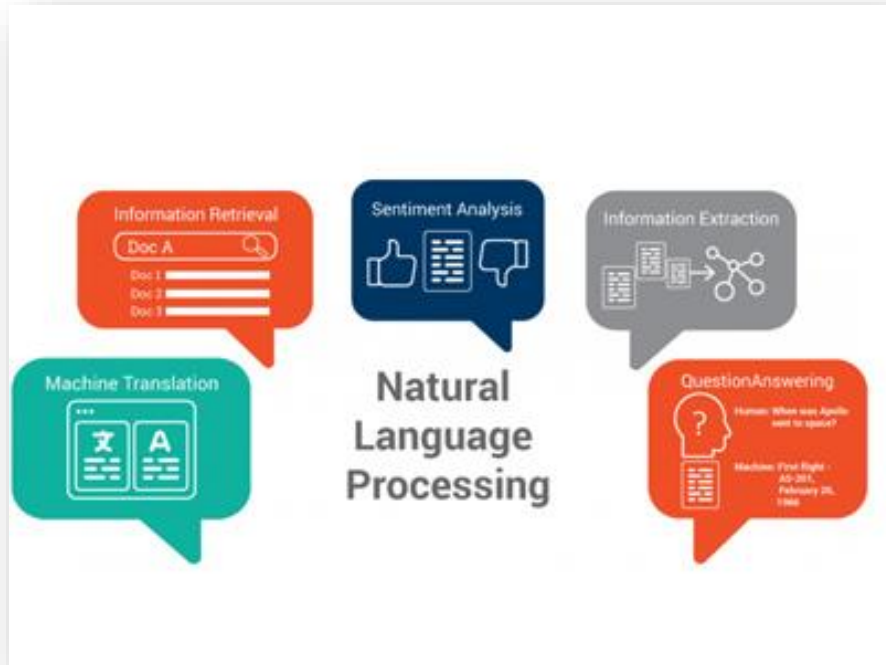 Information Retrieval
Doc A
Doc 1
Doc 2
Doc 3
Sentiment Analysis
Information Extraction
Machine Translation
文 A
QuestionAnswering
?
Human: When was Apollo
sent to space?
Machine: First flight -
AS-201,
February 26,
1966
Natural
Language
Processing